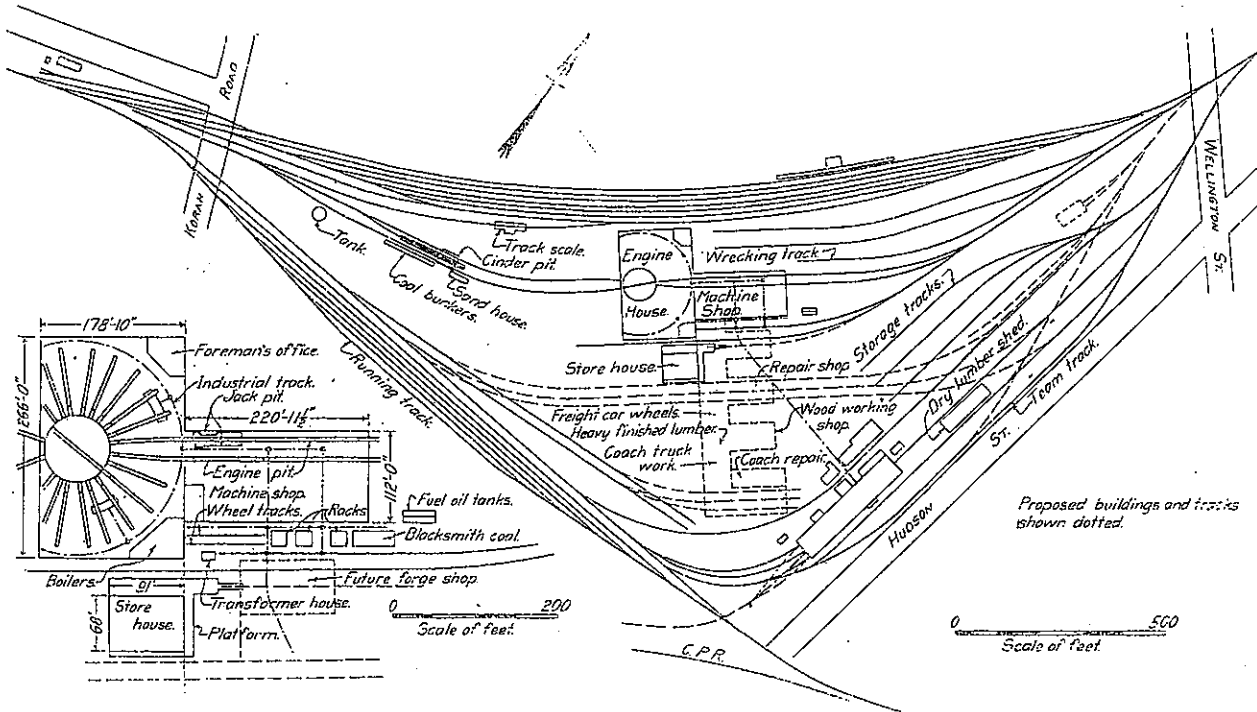 KORAN
ROAD
WELLINGTON
ST.
Tank.
Track scale.
Cinder pit.
Sand house.
Coal bunkers.
Engine
House.
Wrecking track
Machine
Shop.
Storage tracks.
Store house.
Repair shop
Dry lumber shed.
Team track.
Running track.
Freight car wheels.
Heavy finished lumber.
Wood working
shop.
Coach truck
work.
Coach repair.
HUDSON
ST.
C.P.R.
Proposed buildings and tracks
shown dotted.
0 500
Scale of feet.
178'-10"
Foreman's office.
Industrial track.
Jack pit.
220'-11½"
266'-0"
112'-0"
Engine pit.
Machine shop.
Wheel tracks.
Racks
Fuel oil tanks.
Blacksmith coal.
Boilers.
Future forge shop.
91'
Transformer house.
Store
house.
68'
Platform.
0 200
Scale of feet.